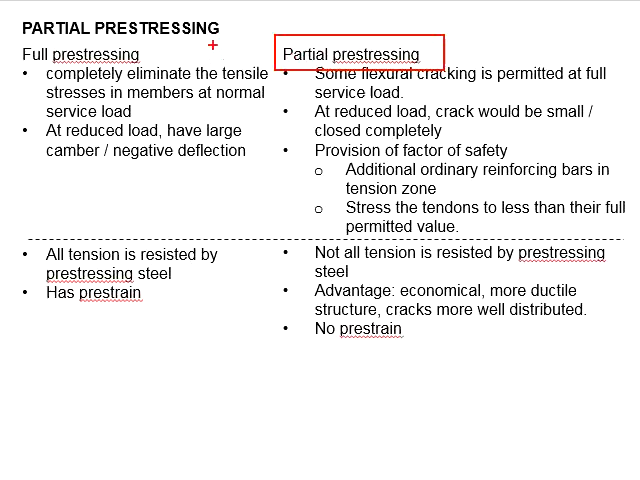 PARTIAL PRESTRESSING
Full prestressing
• completely eliminate the tensile
stresses in members at normal
service load
• At reduced load, have large
camber / negative deflection
Partial prestressing
• Some flexural cracking is permitted at full
service load.
• At reduced load, crack would be small /
closed completely
• Provision of factor of safety
o Additional ordinary reinforcing bars in
tension zone
o Stress the tendons to less than their full
permitted value.
• All tension is resisted by
prestressing steel
• Has prestrain
• Not all tension is resisted by prestressing
steel
• Advantage: economical, more ductile
structure, cracks more well distributed.
• No prestrain